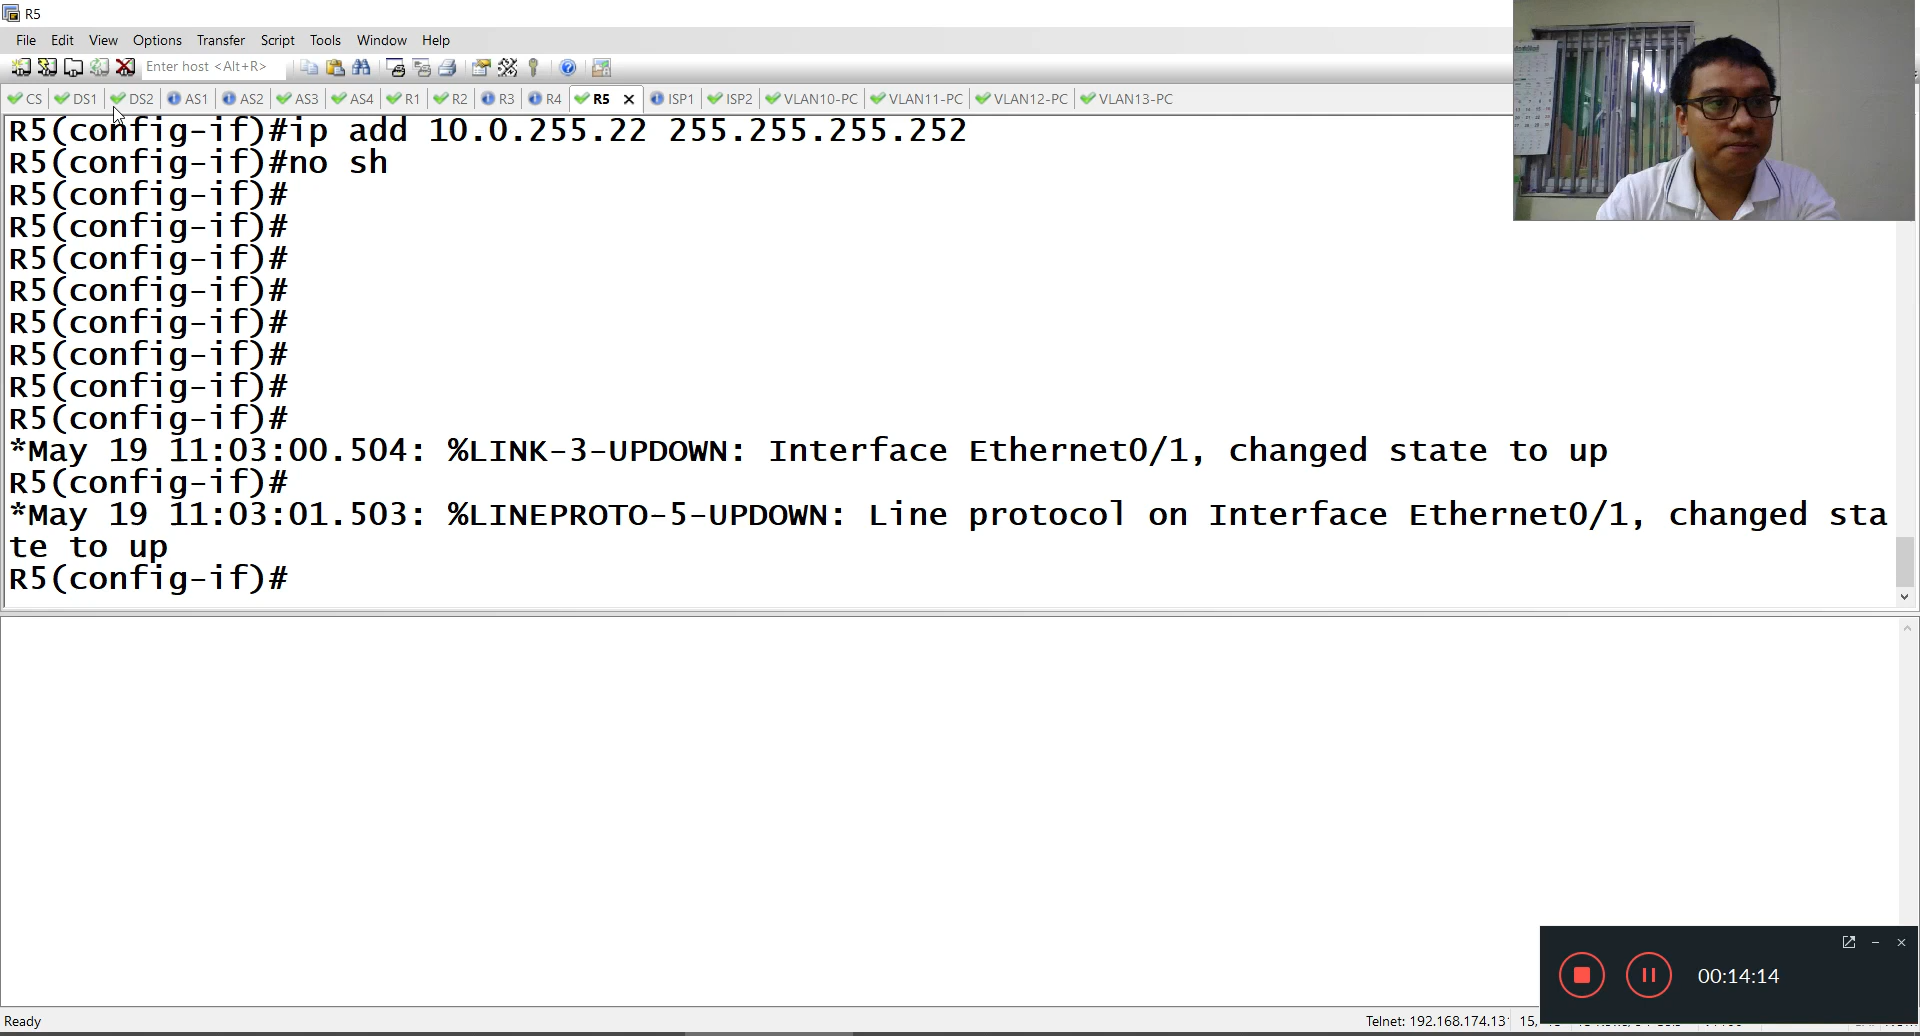 R5
File Edit View Options Transfer Script Tools Window Help
Enter host <Alt+R>
CS DS1 DS2 AS1 AS2 AS3 AS4 R1 R2 R3 R4 R5 ISP1 ISP2 VLAN10-PC VLAN11-PC VLAN12-PC VLAN13-PC
R5(config-if)#ip add 10.0.255.22 255.255.255.252
R5(config-if)#no sh
R5(config-if)#
R5(config-if)#
R5(config-if)#
R5(config-if)#
R5(config-if)#
R5(config-if)#
R5(config-if)#
R5(config-if)#
*May 19 11:03:00.504: %LINK-3-UPDOWN: Interface Ethernet0/1, changed state to up
R5(config-if)#
*May 19 11:03:01.503: %LINEPROTO-5-UPDOWN: Line protocol on Interface Ethernet0/1, changed sta
te to up
R5(config-if)#
00:14:14
Ready
Telnet: 192.168.174.13 15,